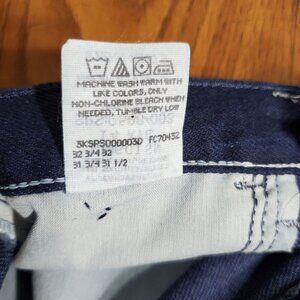 MACHINE WASH WARM WITH
LIKE COLORS, ONLY
NON-CHLORINE BLEACH WHEN
NEEDED, TUMBLE DRY LOW
3K5PS000003D FC70432
32 3/4 32
31 3/4 31 1/2